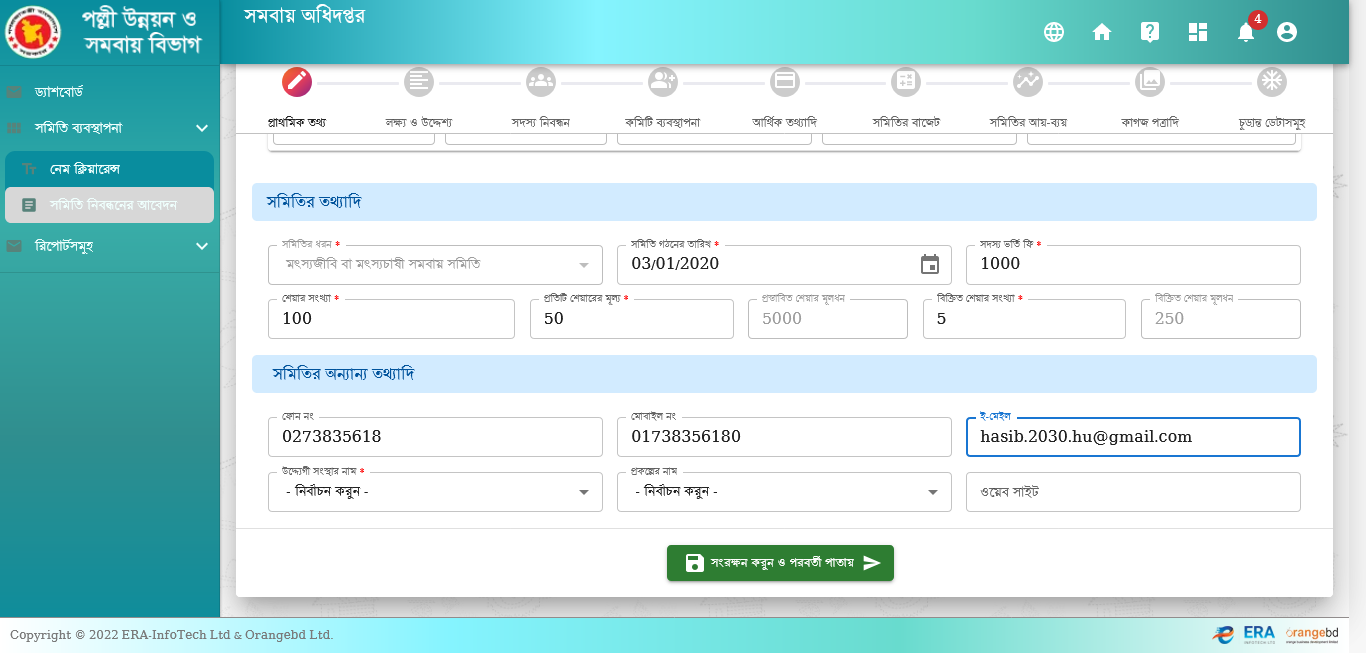 পল্লী উন্নয়ন ও
সমবায় বিভাগ
সমবায় অধিদপ্তর
4
ড্যাশবোর্ড
সমিতি ব্যবস্থাপনা
নেম ক্লিয়ারেন্স
সমিতি নিবন্ধনের আবেদন
রিপোর্টসমূহ
প্রাথমিক তথ্য
লক্ষ্য ও উদ্দেশ্য
সদস্য নিবন্ধন
কমিটি ব্যবস্থাপনা
আর্থিক তথ্যাদি
সমিতির বাজেট
সমিতির আয়-ব্যয়
কাগজ পত্রাদি
চূড়ান্ত ডেটাসমূহ
সমিতির তথ্যাদি
সমিতির ধরন *
মৎস্যজীবি বা মৎস্যচাষী সমবায় সমিতি
সমিতি গঠনের তারিখ *
03/01/2020
সদস্য ভর্তি ফি *
1000
শেয়ার সংখ্যা *
100
প্রতিটি শেয়ারের মূল্য *
50
প্রস্তাবিত শেয়ার মূলধন
5000
বিক্রিত শেয়ার সংখ্যা *
5
বিক্রিত শেয়ার মূলধন
250
সমিতির অন্যান্য তথ্যাদি
ফোন নং
0273835618
মোবাইল নং
01738356180
ই-মেইল
hasib.2030.hu@gmail.com
উদ্যোগী সংস্থার নাম *
- নির্বাচন করুন -
প্রকল্পের নাম
- নির্বাচন করুন -
ওয়েব সাইট
সংরক্ষন করুন ও পরবর্তী পাতায়
Copyright © 2022 ERA-InfoTech Ltd & Orangebd Ltd.
ERA
orangebd